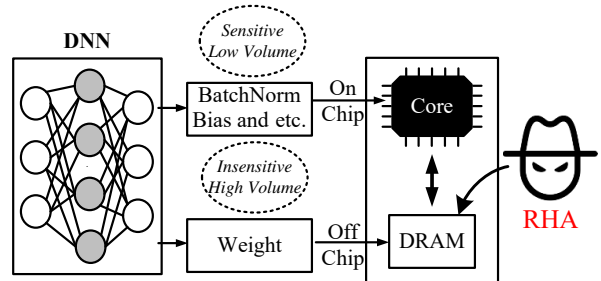 DNN
Sensitive
Low Volume
BatchNorm
Bias and etc.
On
Chip
Core
Insensitive
High Volume
Weight
Off
Chip
DRAM
RHA